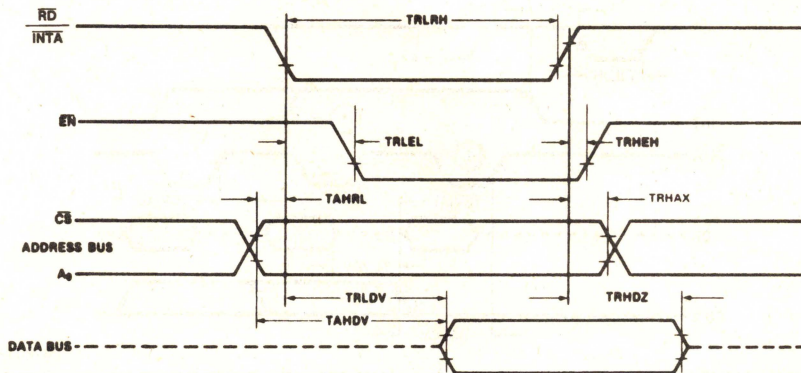 RD
INTA
TRLRH
EN
TRLEL
TRHEH
TAHRL
TRHAX
CS
ADDRESS BUS
A0
TRLDV
TRHDZ
TAHDV
DATA BUS